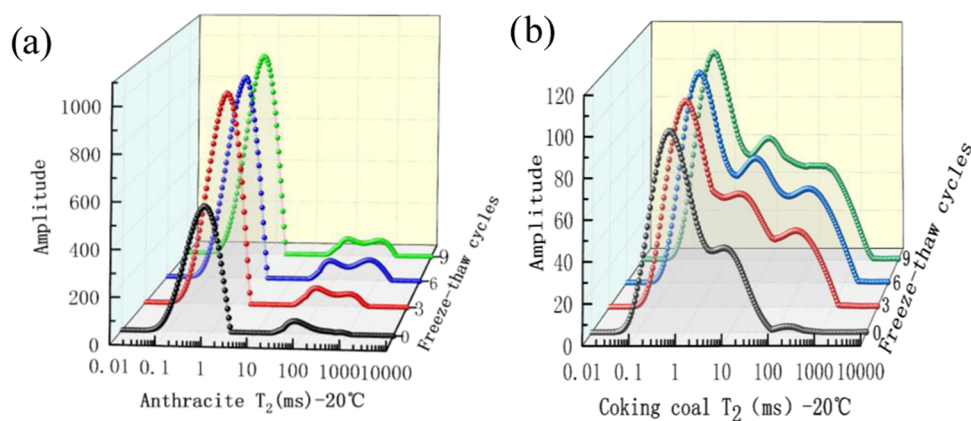 (a)
Amplitude
1000
800
600
400
200
0
0.01 0.1 1 10 100 1000 10000
Anthracite T₂(ms)-20℃
Freeze-thaw cycles
0
3
6
9
(b)
Amplitude
120
100
80
60
40
20
0
0.01 0.1 1 10 100 1000 10000
Coking coal T₂ (ms) -20℃
Freeze-thaw cycles
0
3
6
9